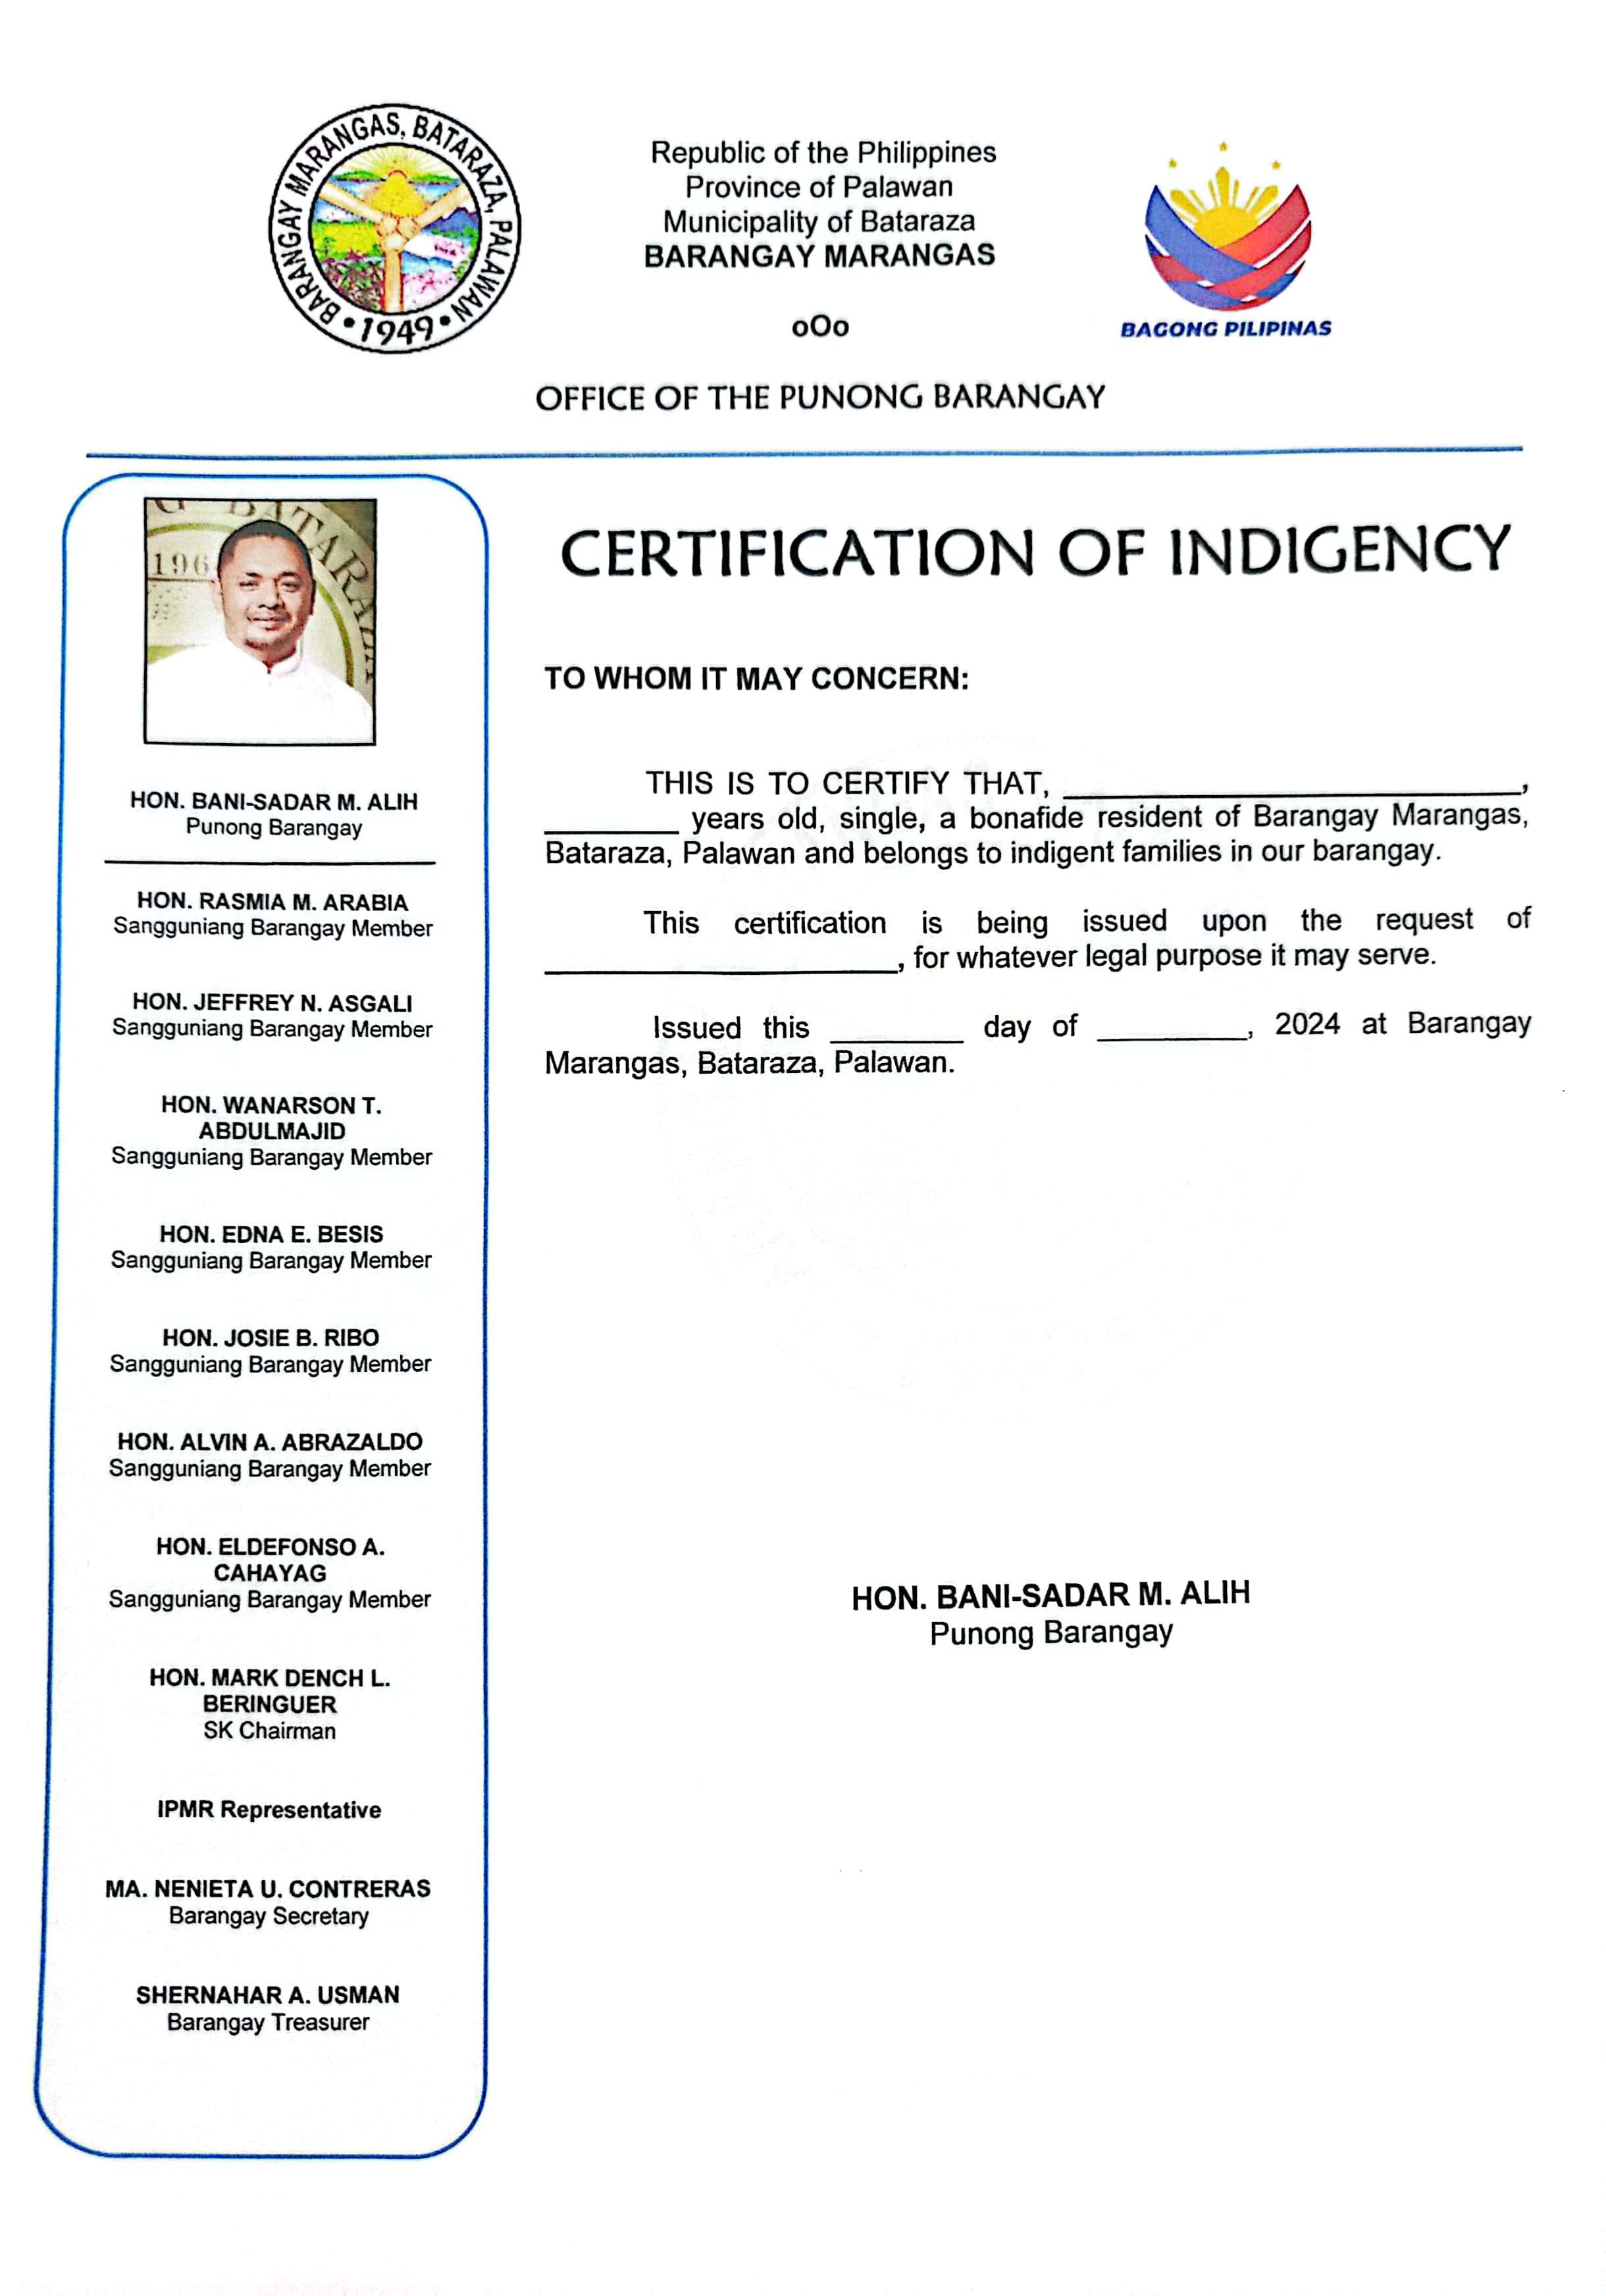 BARANGAY MARANGAS, BATARAZA, PALAWAN
• 1949 •
Republic of the Philippines
Province of Palawan
Municipality of Bataraza
BARANGAY MARANGAS
oOo
BAGONG PILIPINAS
OFFICE OF THE PUNONG BARANGAY
196
HON. BANI-SADAR M. ALIH
Punong Barangay
HON. RASMIA M. ARABIA
Sangguniang Barangay Member
HON. JEFFREY N. ASGALI
Sangguniang Barangay Member
HON. WANARSON T.
ABDULMAJID
Sangguniang Barangay Member
HON. EDNA E. BESIS
Sangguniang Barangay Member
HON. JOSIE B. RIBO
Sangguniang Barangay Member
HON. ALVIN A. ABRAZALDO
Sangguniang Barangay Member
HON. ELDEFONSO A.
CAHAYAG
Sangguniang Barangay Member
HON. MARK DENCH L.
BERINGUER
SK Chairman
IPMR Representative
MA. NENIETA U. CONTRERAS
Barangay Secretary
SHERNAHAR A. USMAN
Barangay Treasurer
CERTIFICATION OF INDIGENCY
TO WHOM IT MAY CONCERN:
THIS IS TO CERTIFY THAT, ____________________________,
________ years old, single, a bonafide resident of Barangay Marangas,
Bataraza, Palawan and belongs to indigent families in our barangay.
This certification is being issued upon the request of
______________________, for whatever legal purpose it may serve.
Issued this ________ day of _________, 2024 at Barangay
Marangas, Bataraza, Palawan.
HON. BANI-SADAR M. ALIH
Punong Barangay